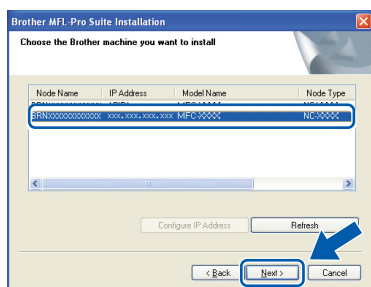 Brother MFL-Pro Suite Installation
Choose the Brother machine you want to install
Node Name IP Address Model Name Node Type
BRNXXXXXXXXXXXX xxx.xxx.xxx.xxx MFC-XXXX NC-XXXX
Configure IP Address Refresh
< Back Next > Cancel